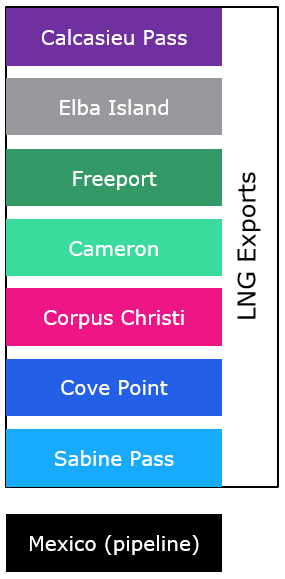 Calcasieu Pass
Elba Island
Freeport
Cameron
Corpus Christi
Cove Point
Sabine Pass
LNG Exports
Mexico (pipeline)